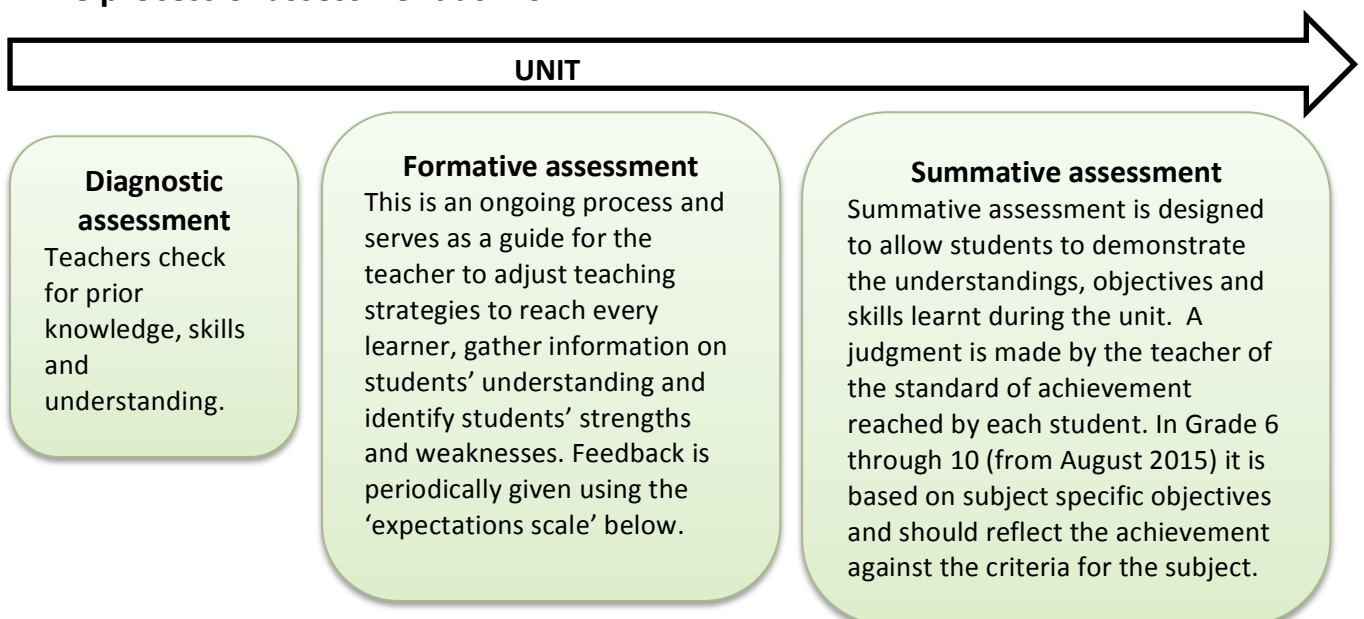 UNIT
Diagnostic
assessment
Teachers check
for prior
knowledge, skills
and
understanding.
Formative assessment
This is an ongoing process and
serves as a guide for the
teacher to adjust teaching
strategies to reach every
learner, gather information on
students’ understanding and
identify students’ strengths
and weaknesses. Feedback is
periodically given using the
‘expectations scale’ below.
Summative assessment
Summative assessment is designed
to allow students to demonstrate
the understandings, objectives and
skills learnt during the unit.  A
judgment is made by the teacher of
the standard of achievement
reached by each student. In Grade 6
through 10 (from August 2015) it is
based on subject specific objectives
and should reflect the achievement
against the criteria for the subject.